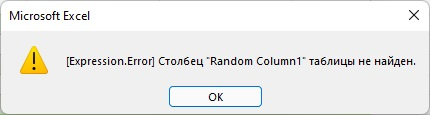 Microsoft Excel
[Expression.Error] Столбец "Random Column1" таблицы не найден.
OK